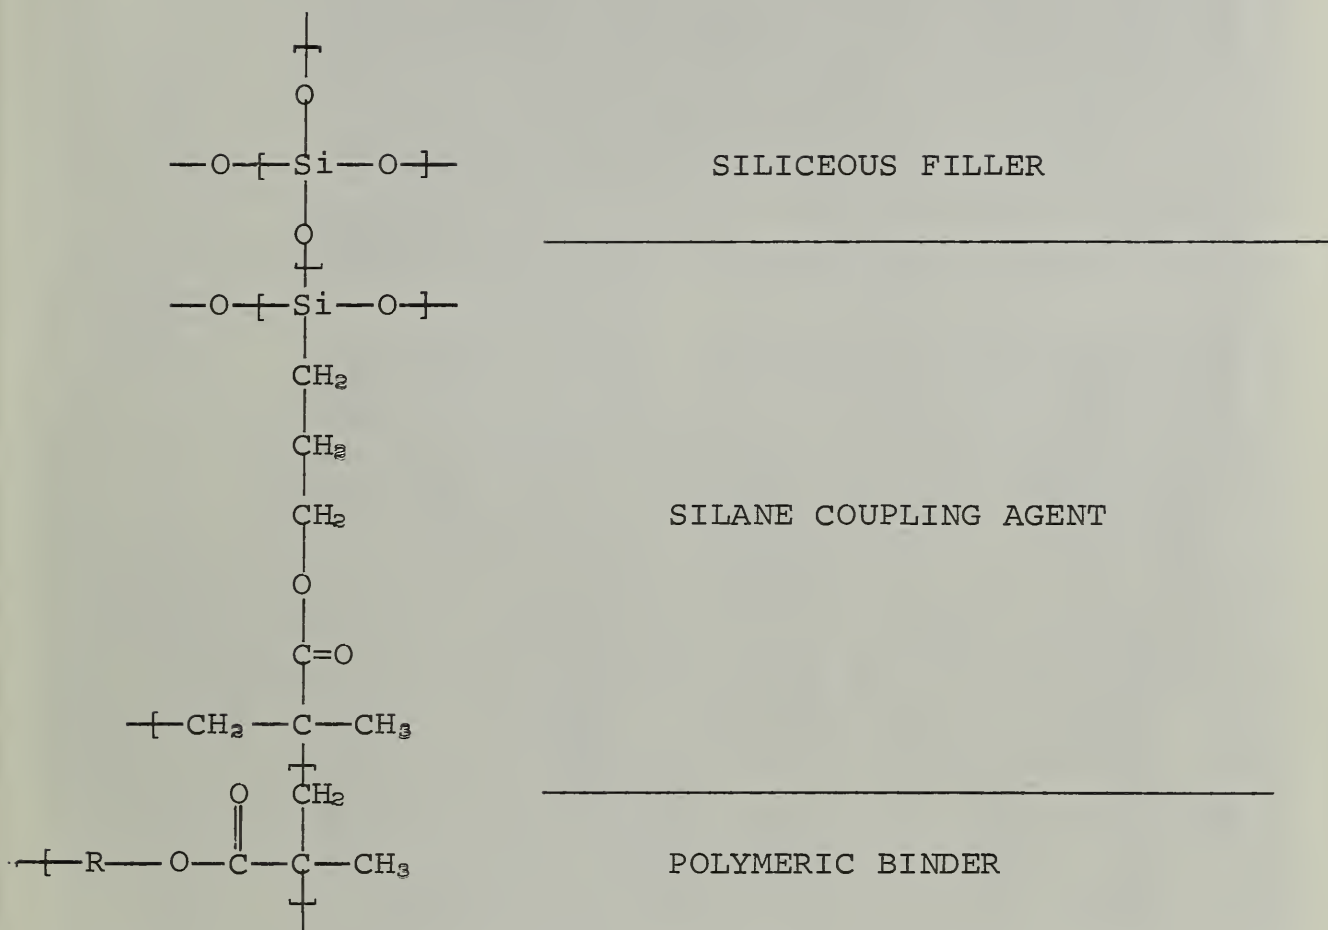 O
—O-[-Si—O-]— SILICEOUS FILLER
O
—O-[-Si—O-]—
CH₂
CH₂
CH₂ SILANE COUPLING AGENT
O
C=O
-[-CH₂—C—CH₃
O CH₂
-[-R—O—C—C—CH₃ POLYMERIC BINDER